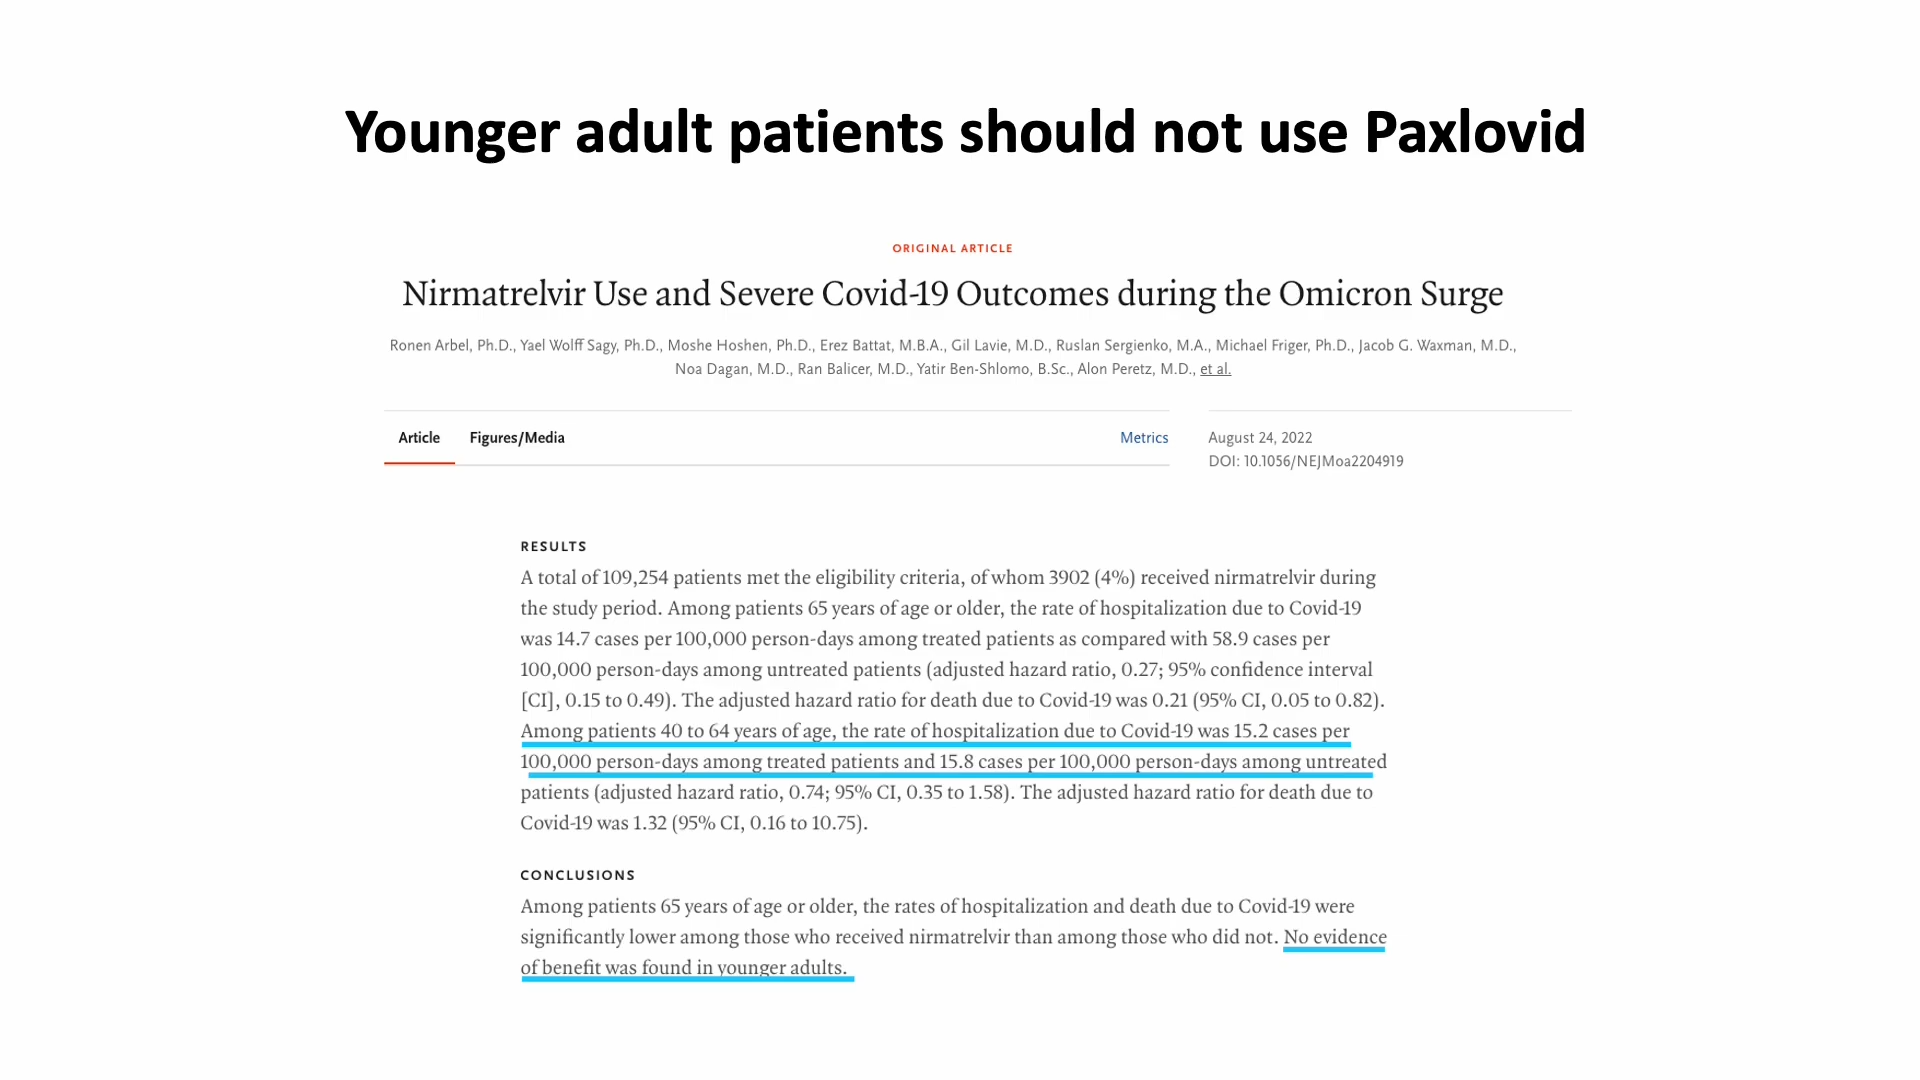 Younger adult patients should not use Paxlovid
ORIGINAL ARTICLE
Nirmatrelvir Use and Severe Covid-19 Outcomes during the Omicron Surge
Ronen Arbel, Ph.D., Yael Wolff Sagy, Ph.D., Moshe Hoshen, Ph.D., Erez Battat, M.B.A., Gil Lavie, M.D., Ruslan Sergienko, M.A., Michael Friger, Ph.D., Jacob G. Waxman, M.D.,
Noa Dagan, M.D., Ran Balicer, M.D., Yatir Ben-Shlomo, B.Sc., Alon Peretz, M.D., et al.
Article Figures/Media Metrics
August 24, 2022
DOI: 10.1056/NEJMoa2204919
RESULTS
A total of 109,254 patients met the eligibility criteria, of whom 3902 (4%) received nirmatrelvir during
the study period. Among patients 65 years of age or older, the rate of hospitalization due to Covid-19
was 14.7 cases per 100,000 person-days among treated patients as compared with 58.9 cases per
100,000 person-days among untreated patients (adjusted hazard ratio, 0.27; 95% confidence interval
[CI], 0.15 to 0.49). The adjusted hazard ratio for death due to Covid-19 was 0.21 (95% CI, 0.05 to 0.82).
Among patients 40 to 64 years of age, the rate of hospitalization due to Covid-19 was 15.2 cases per
100,000 person-days among treated patients and 15.8 cases per 100,000 person-days among untreated
patients (adjusted hazard ratio, 0.74; 95% CI, 0.35 to 1.58). The adjusted hazard ratio for death due to
Covid-19 was 1.32 (95% CI, 0.16 to 10.75).
CONCLUSIONS
Among patients 65 years of age or older, the rates of hospitalization and death due to Covid-19 were
significantly lower among those who received nirmatrelvir than among those who did not. No evidence
of benefit was found in younger adults.